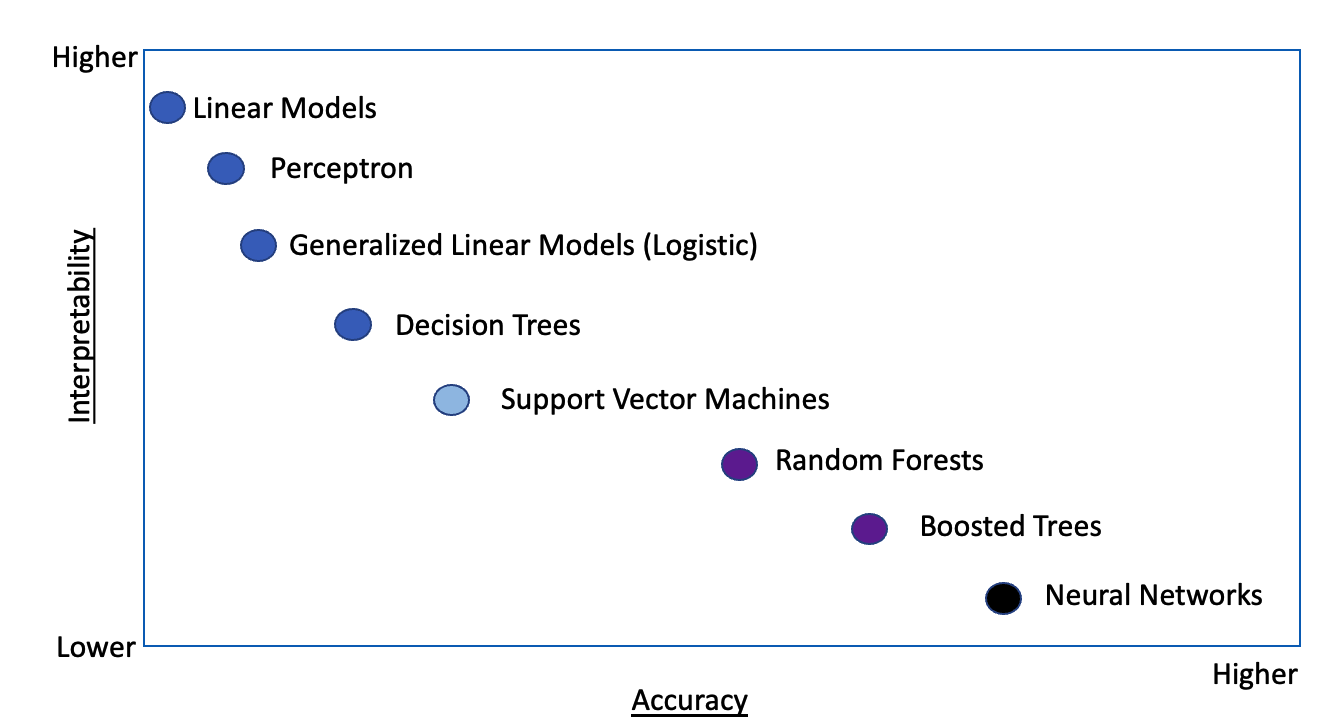 Higher
Linear Models
Perceptron
Generalized Linear Models (Logistic)
Interpretability
Decision Trees
Support Vector Machines
Random Forests
Boosted Trees
Neural Networks
Lower
Higher
Accuracy